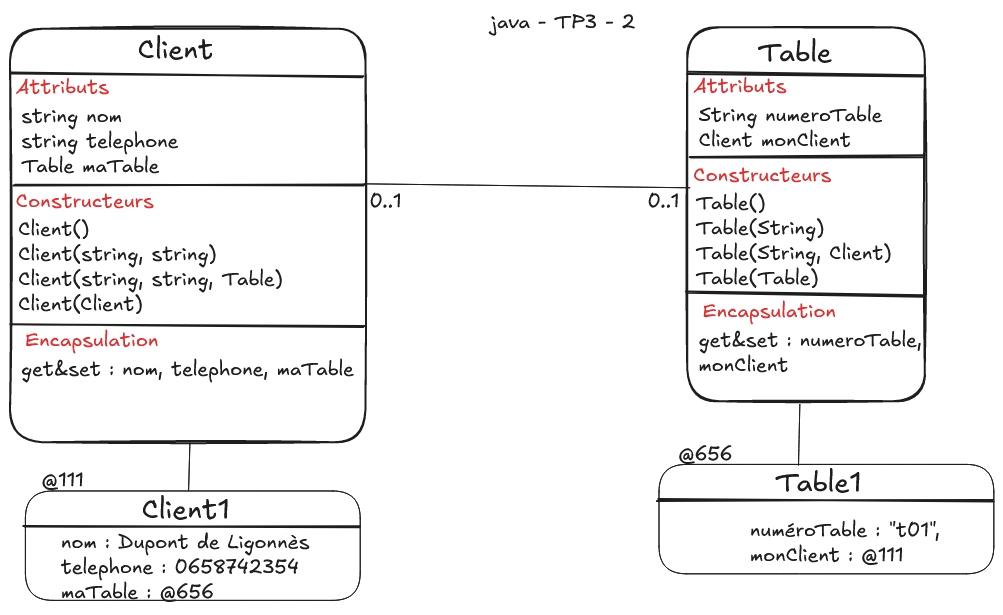 java - TP3 - 2
Client
Attributs
string nom
string telephone
Table maTable
Constructeurs
Client()
Client(string, string)
Client(string, string, Table)
Client(Client)
Encapsulation
get&set : nom, telephone, maTable
0..1
0..1
Table
Attributs
String numeroTable
Client monClient
Constructeurs
Table()
Table(String)
Table(String, Client)
Table(Table)
Encapsulation
get&set : numeroTable,
monClient
@111
Client1
nom : Dupont de Ligonnès
telephone : 0658742354
maTable : @656
@656
Table1
numéroTable : "t01",
monClient : @111